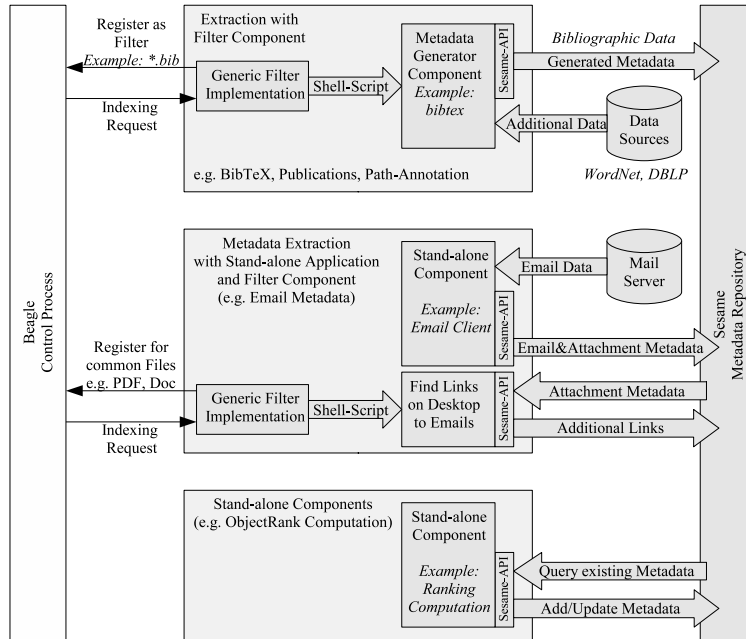 Beagle
Control Process
Register as
Filter
Example: *.bib
Indexing
Request
Extraction with
Filter Component
Generic Filter
Implementation
Shell-Script
Metadata
Generator
Component
Example:
bibtex
Sesame-API
Bibliographic Data
Generated Metadata
Additional Data
Data
Sources
WordNet, DBLP
e.g. BibTeX, Publications, Path-Annotation
Metadata Extraction
with Stand-alone Application
and Filter Component
(e.g. Email Metadata)
Stand-alone
Component
Example:
Email Client
Sesame-API
Email Data
Mail
Server
Email&Attachment Metadata
Register for
common Files
e.g. PDF, Doc
Indexing
Request
Generic Filter
Implementation
Shell-Script
Find Links
on Desktop
to Emails
Sesame-API
Attachment Metadata
Additional Links
Stand-alone Components
(e.g. ObjectRank Computation)
Stand-alone
Component
Example:
Ranking
Computation
Sesame-API
Query existing Metadata
Add/Update Metadata
Sesame
Metadata Repository